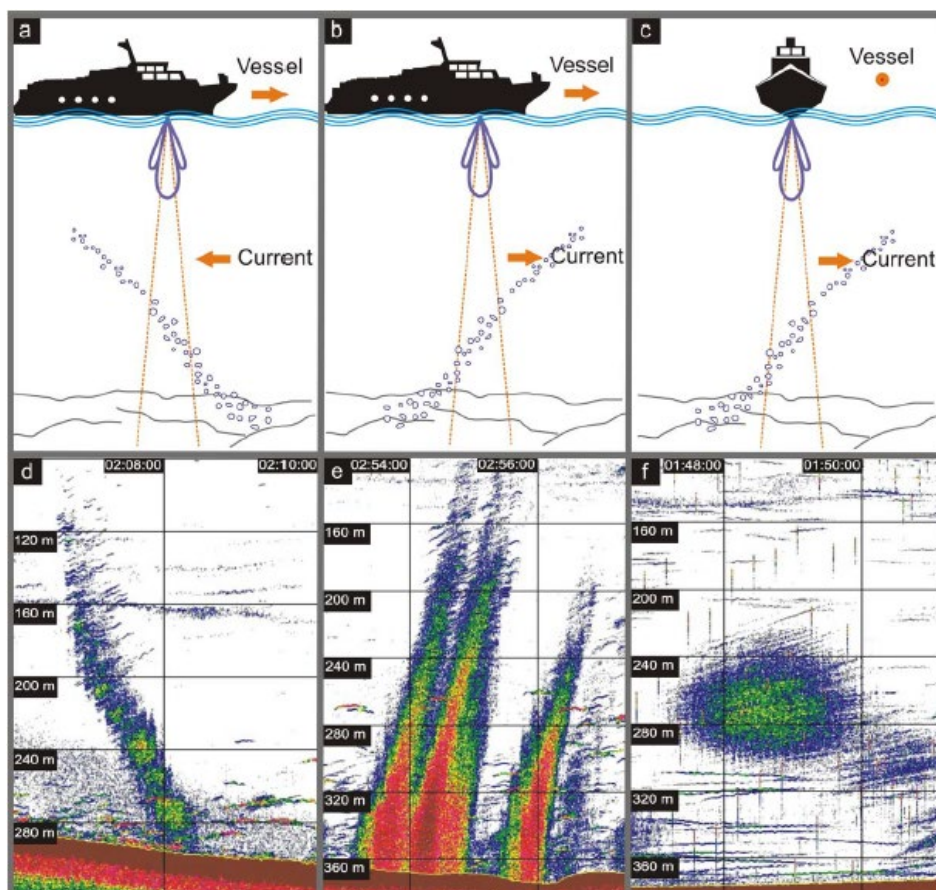 a
Vessel
Current
b
Vessel
Current
c
Vessel
Current
d
02:08:00
02:10:00
120 m
160 m
200 m
240 m
280 m
e
02:54:00
02:56:00
160 m
200 m
240 m
280 m
320 m
360 m
f
01:48:00
01:50:00
160 m
200 m
240 m
280 m
320 m
360 m